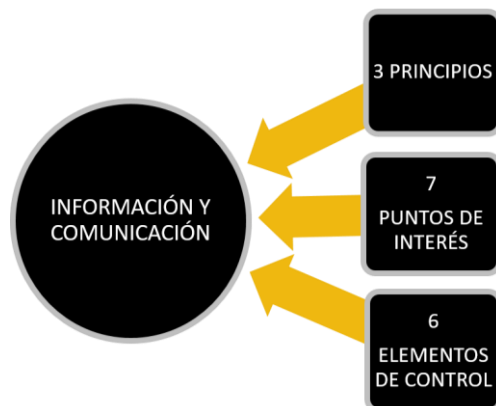 INFORMACIÓN Y
COMUNICACIÓN
3 PRINCIPIOS
7
PUNTOS DE
INTERÉS
6
ELEMENTOS
DE CONTROL